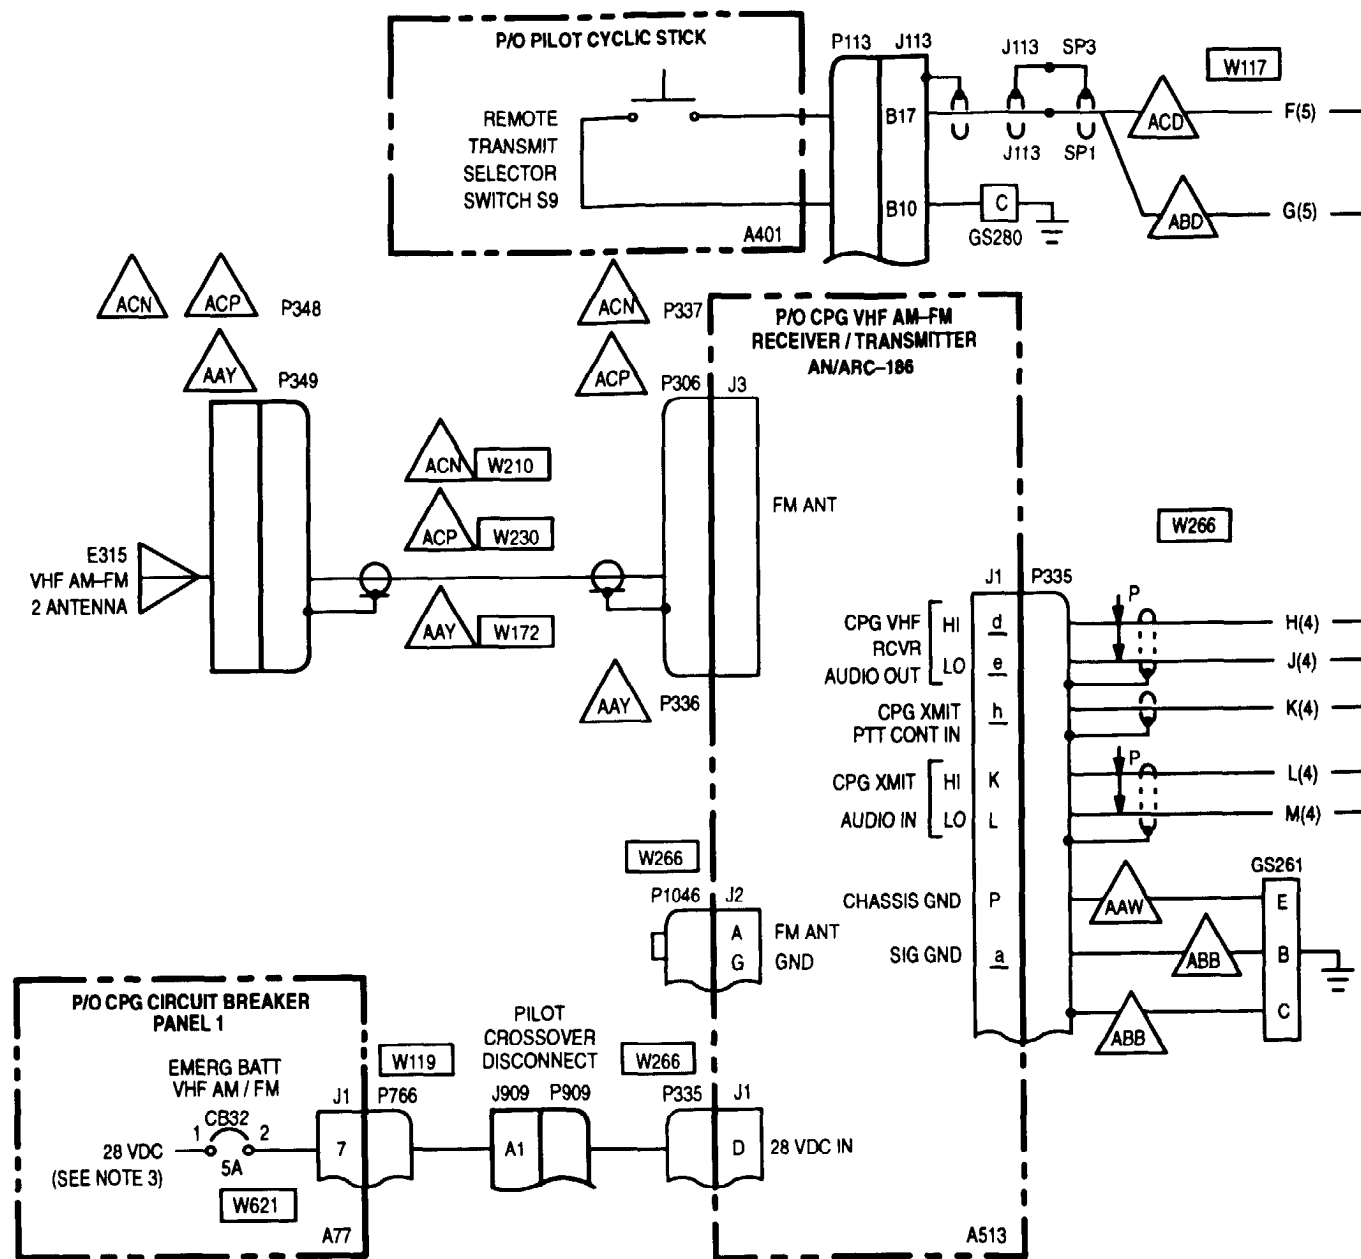 P/O PILOT CYCLIC STICK
REMOTE
TRANSMIT
SELECTOR
SWITCH S9
A401
P113 J113
B17
B10
J113 SP3
J113 SP1
W117
ACD
F(5)
ABD
G(5)
C
GS280
ACN
ACP
P348
AAY
P349
ACN
P337
ACP
P306 J3
P/O CPG VHF AM–FM
RECEIVER / TRANSMITTER
AN/ARC–186
ACN
W210
ACP
W230
AAY
W172
FM ANT
E315
VHF AM–FM
2 ANTENNA
AAY
P336
W266
J1 P335
CPG VHF
RCVR
AUDIO OUT
HI
LO
d
e
P
H(4)
J(4)
CPG XMIT
PTT CONT IN
h
K(4)
CPG XMIT
AUDIO IN
HI
LO
K
L
P
L(4)
M(4)
W266
P1046 J2
A
G
FM ANT
GND
CHASSIS GND
P
AAW
SIG GND
a
ABB
ABB
GS261
E
B
C
P/O CPG CIRCUIT BREAKER
PANEL 1
EMERG BATT
VHF AM / FM
CB32
1 2
5A
28 VDC
(SEE NOTE 3)
W621
A77
J1 P766
7
W119
PILOT
CROSSOVER
DISCONNECT
J909 P909
A1
W266
P335 J1
D
28 VDC IN
A513